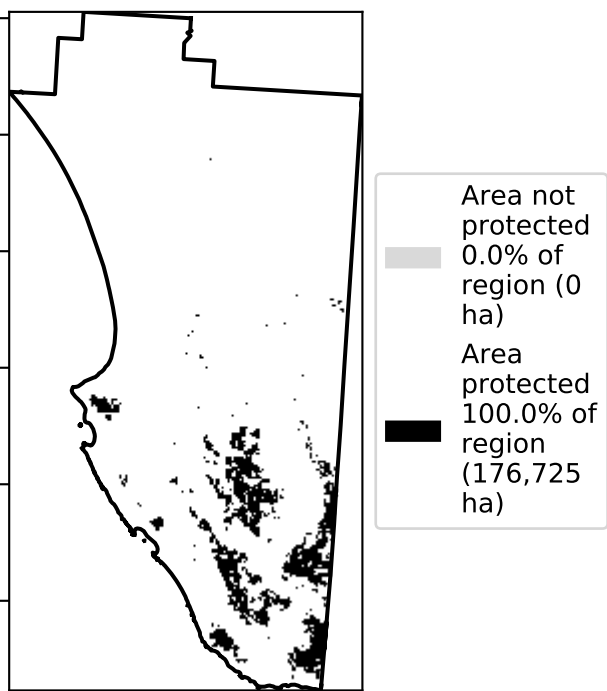 Area not
protected
0.0% of
region (0
ha)
Area
protected
100.0% of
region
(176,725
ha)